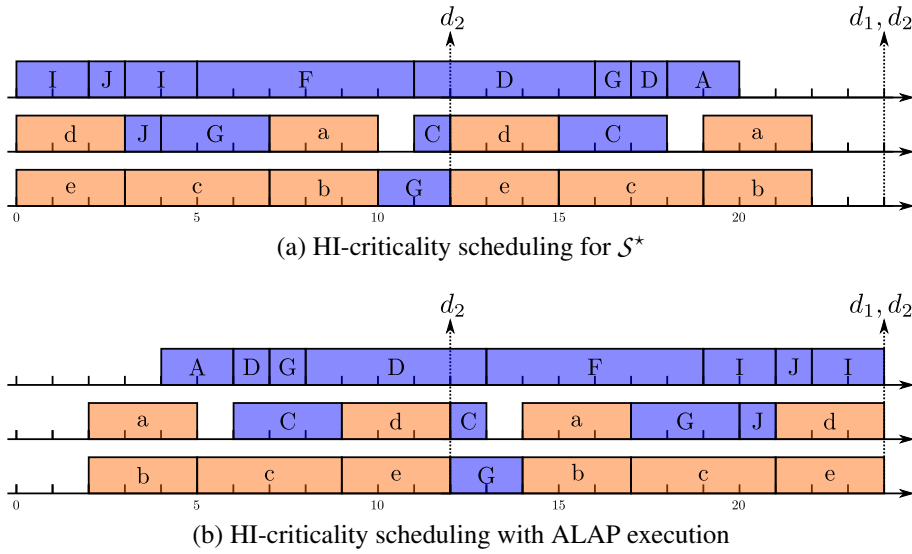 d₂ d₁, d₂
I J I F D G D A
d J G a C d C a
e c b G e c b
0 5 10 15 20
(a) HI-criticality scheduling for 𝒮⋆
d₂ d₁, d₂
A D G D F I J I
a C d C a G J d
b c e G b c e
0 5 10 15 20
(b) HI-criticality scheduling with ALAP execution